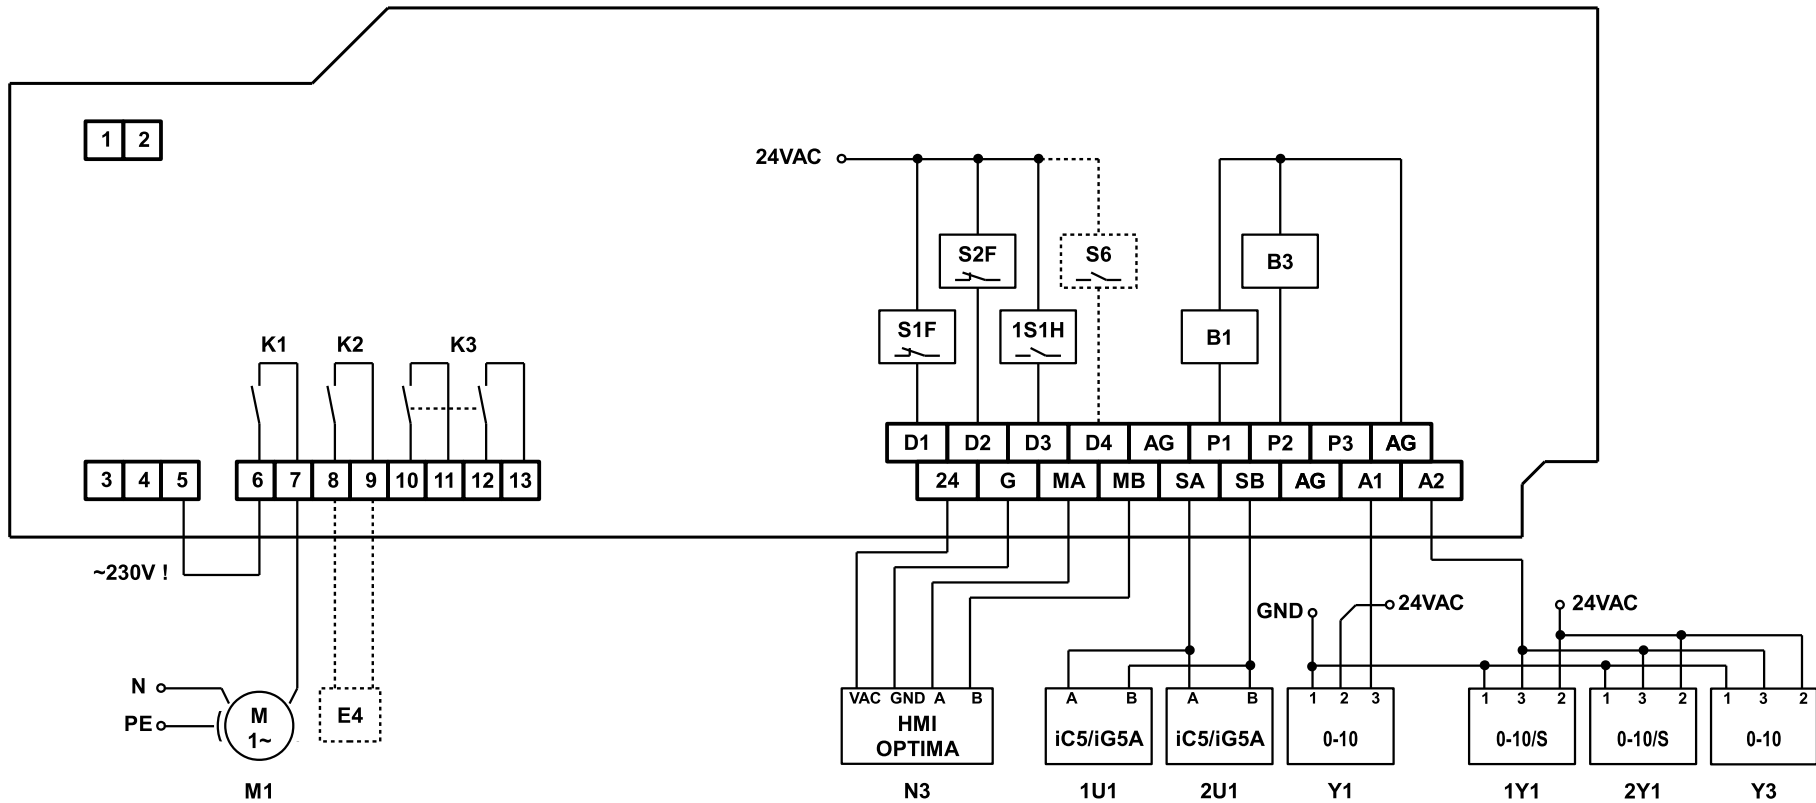 1 2
24VAC
S2F
S6
B3
S1F
1S1H
B1
K1 K2 K3
D1 D2 D3 D4 AG P1 P2 P3 AG
3 4 5 6 7 8 9 10 11 12 13
24 G MA MB SA SB AG A1 A2
~230V !
GND
24VAC
24VAC
N
PE
M
1~
E4
VAC GND A B
HMI
OPTIMA
A B
iC5/iG5A
A B
iC5/iG5A
1 2 3
0-10
1 3 2
0-10/S
1 3 2
0-10/S
1 3 2
0-10
M1 N3 1U1 2U1 Y1 1Y1 2Y1 Y3